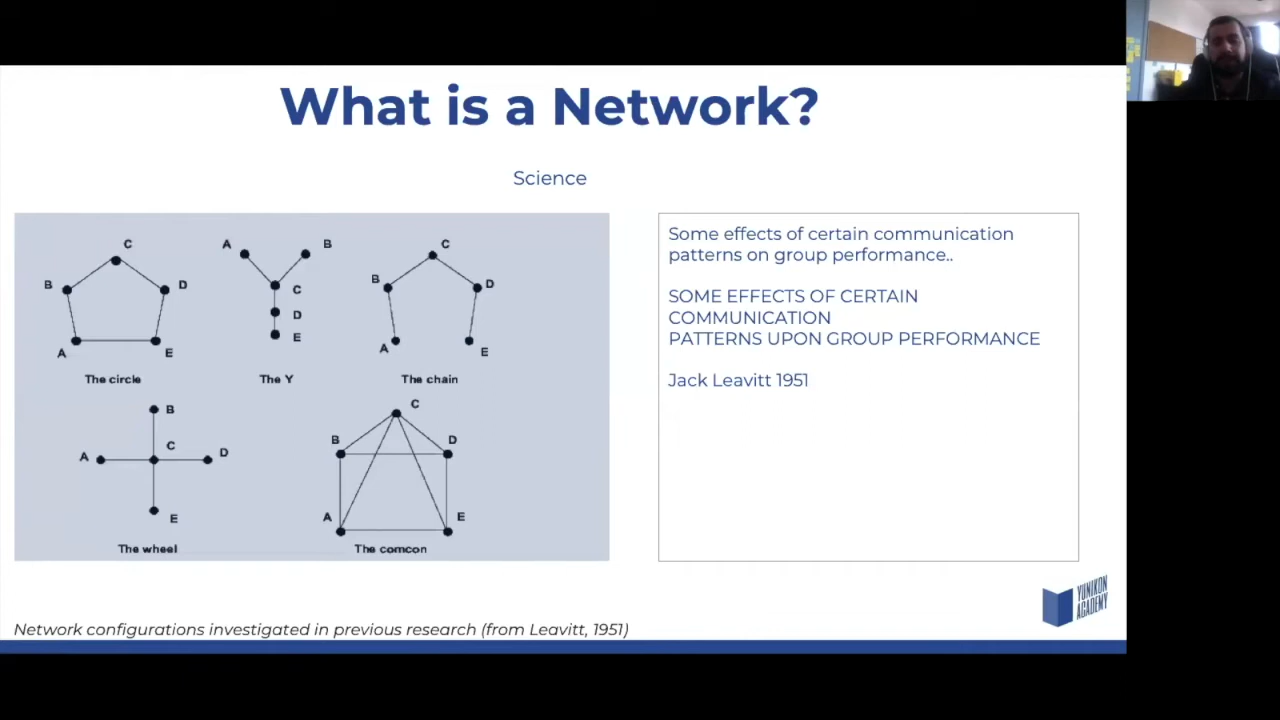 What is a Network?
Science
C
B
D
A
E
The circle
A
B
C
D
E
The Y
C
B
D
A
E
The chain
B
C
A
D
E
The wheel
C
B
D
A
E
The comcon
Some effects of certain communication
patterns on group performance..
SOME EFFECTS OF CERTAIN
COMMUNICATION
PATTERNS UPON GROUP PERFORMANCE
Jack Leavitt 1951
YUNIKON
ACADEMY
Network configurations investigated in previous research (from Leavitt, 1951)